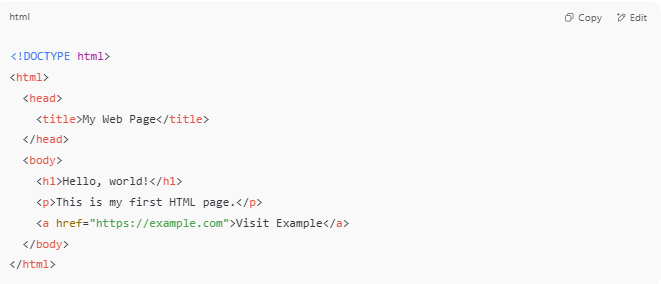 html Copy Edit
<!DOCTYPE html>
<html>
<head>
<title>My Web Page</title>
</head>
<body>
<h1>Hello, world!</h1>
<p>This is my first HTML page.</p>
<a href="https://example.com">Visit Example</a>
</body>
</html>